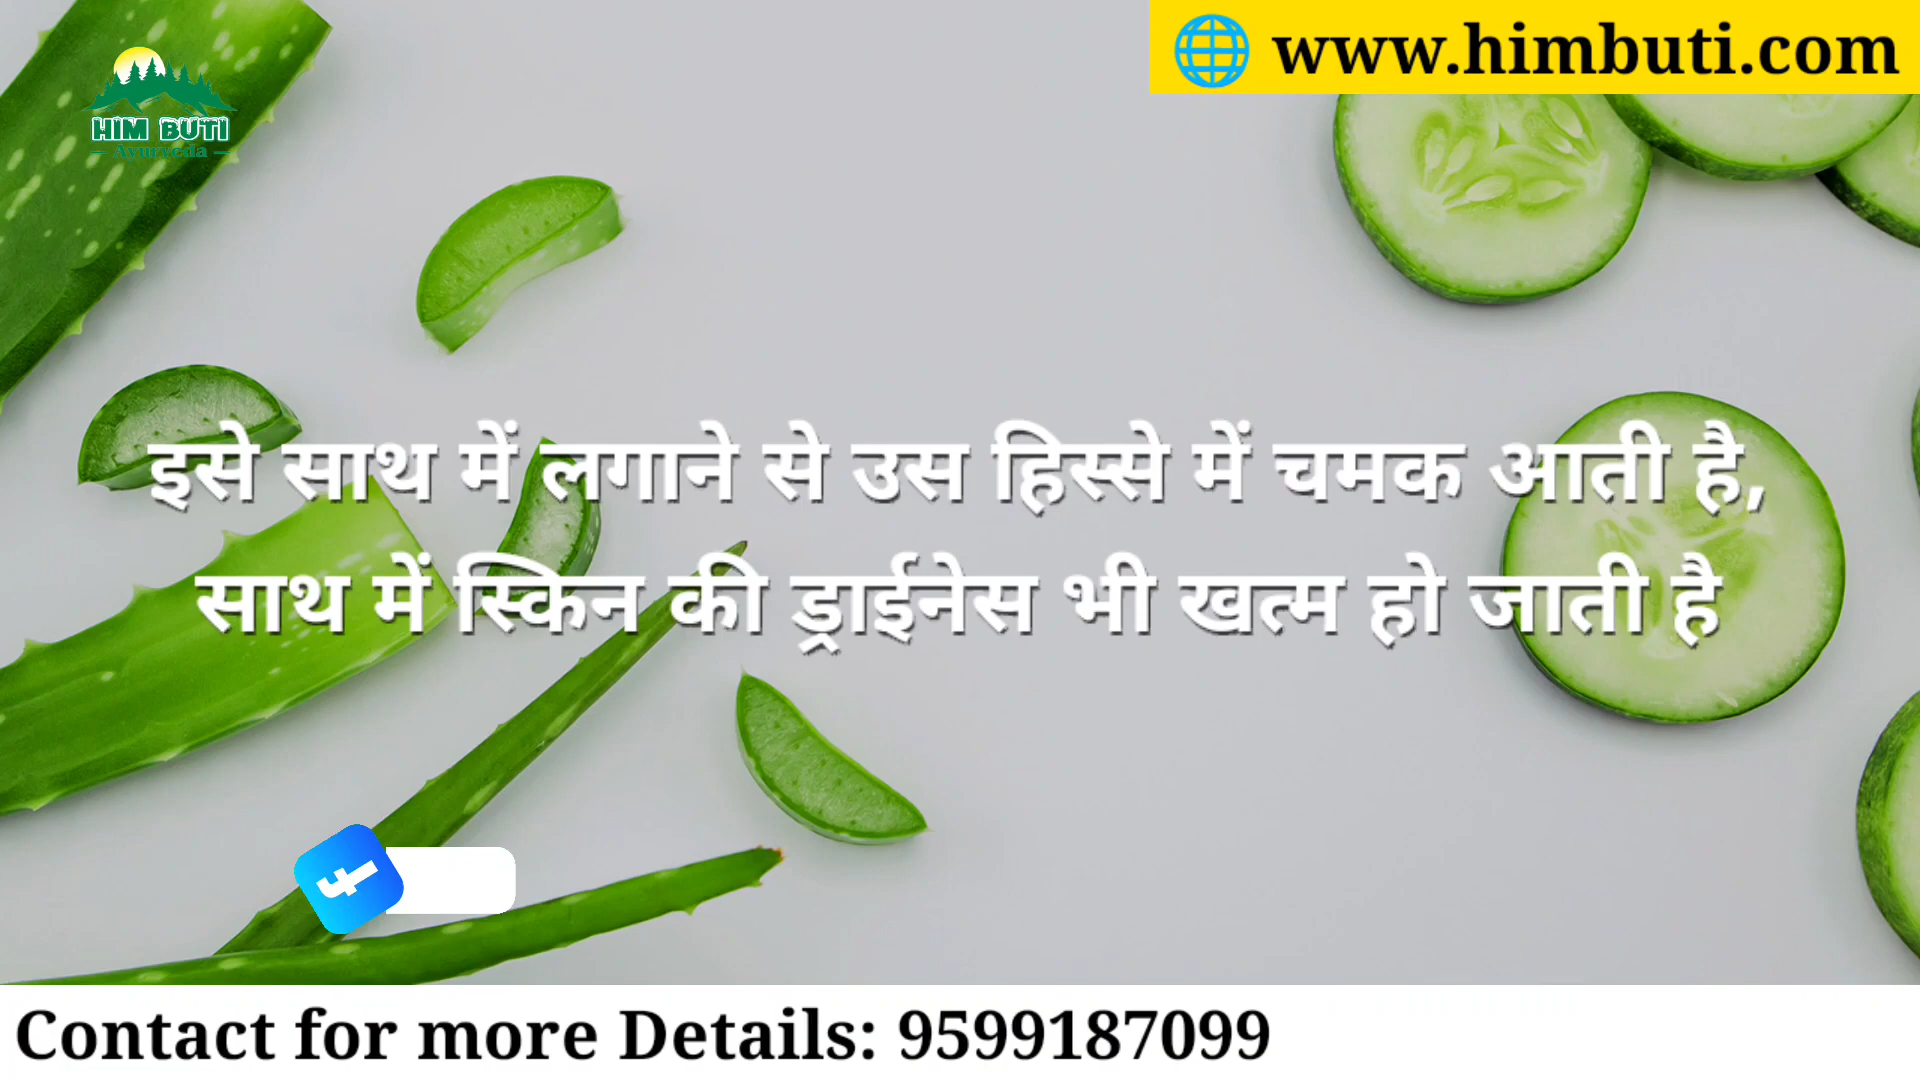 www.himbuti.com
HIM BUTI
Ayurveda
इसे साथ में लगाने से उस हिस्से में चमक आती है,
साथ में स्किन की ड्राईनेस भी खत्म हो जाती है
Contact for more Details: 9599187099